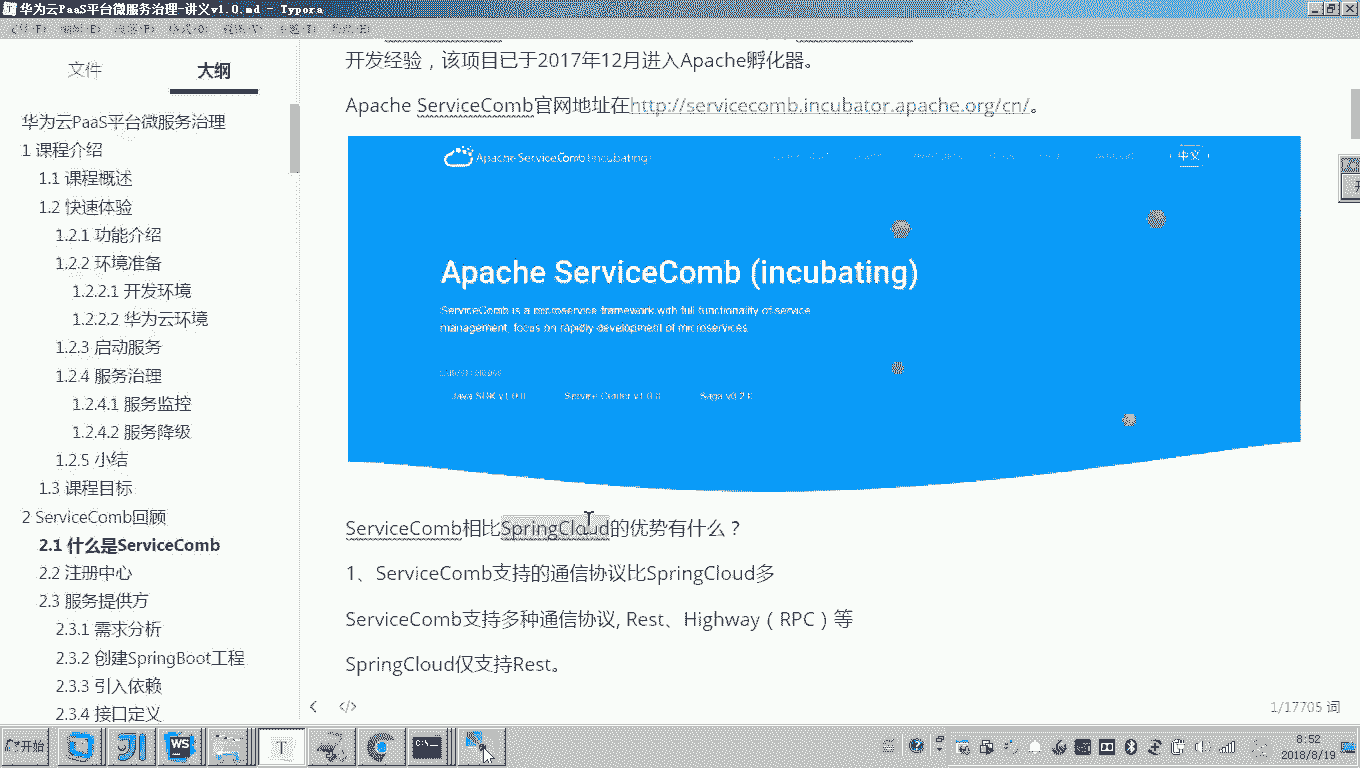 华为云PaaS平台微服务治理-讲义v1.0.md - Typora
文件
大纲
华为云PaaS平台微服务治理
1 课程介绍
1.1 课程概述
1.2 快速体验
1.2.1 功能介绍
1.2.2 环境准备
1.2.2.1 开发环境
1.2.2.2 华为云环境
1.2.3 启动服务
1.2.4 服务治理
1.2.4.1 服务监控
1.2.4.2 服务降级
1.2.5 小结
1.3 课程目标
2 ServiceComb回顾
2.1 什么是ServiceComb
2.2 注册中心
2.3 服务提供方
2.3.1 需求分析
2.3.2 创建SpringBoot工程
2.3.3 引入依赖
2.3.4 接口定义
开发经验，该项目已于2017年12月进入Apache孵化器。
Apache ServiceComb官网地址在http://servicecomb.incubator.apache.org/cn/。
Apache ServiceComb (incubating)
中文
Apache ServiceComb (incubating)
ServiceComb is a microservice framework with full functionality of service
management, focus on rapidly development of microservices.
Java SDK v1.0.0 Service Center v1.0.0 Saga v0.2.0
ServiceComb相比SpringCloud的优势有什么？
1、ServiceComb支持的通信协议比SpringCloud多
ServiceComb支持多种通信协议, Rest、Highway（RPC）等
SpringCloud仅支持Rest。
1/17705 词
开始
8:52
2018/8/19